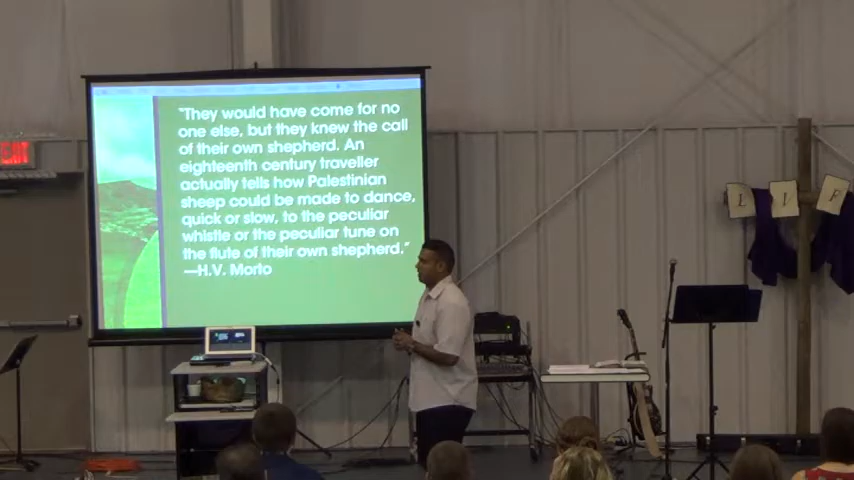 "They would have come for no
one else, but they knew the call
of their own shepherd. An
eighteenth century traveller
actually tells how Palestinian
sheep could be made to dance,
quick or slow, to the peculiar
whistle or the peculiar tune on
the flute of their own shepherd."
—H.V. Morto
EXIT
L V F